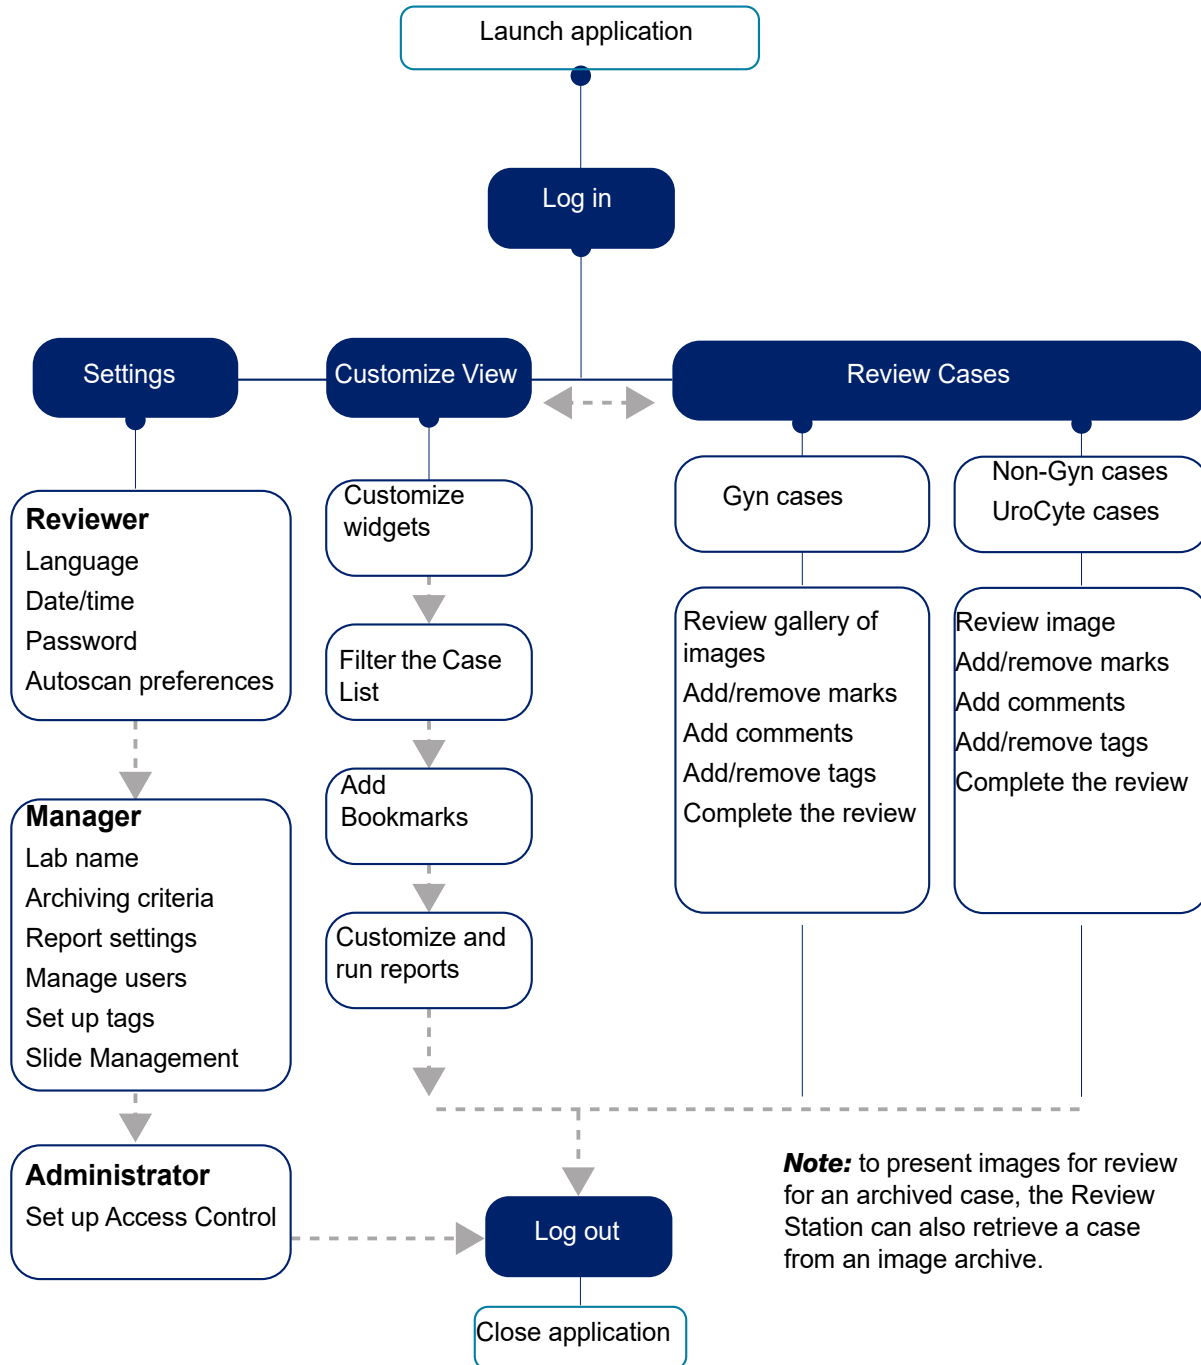 Launch application
Log in
Settings
Customize View
Review Cases
Reviewer
Language
Date/time
Password
Autoscan preferences
Manager
Lab name
Archiving criteria
Report settings
Manage users
Set up tags
Slide Management
Administrator
Set up Access Control
Customize
widgets
Filter the Case
List
Add
Bookmarks
Customize and
run reports
Gyn cases
Review gallery of
images
Add/remove marks
Add comments
Add/remove tags
Complete the review
Non-Gyn cases
UroCyte cases
Review image
Add/remove marks
Add comments
Add/remove tags
Complete the review
Note: to present images for review
for an archived case, the Review
Station can also retrieve a case
from an image archive.
Log out
Close application